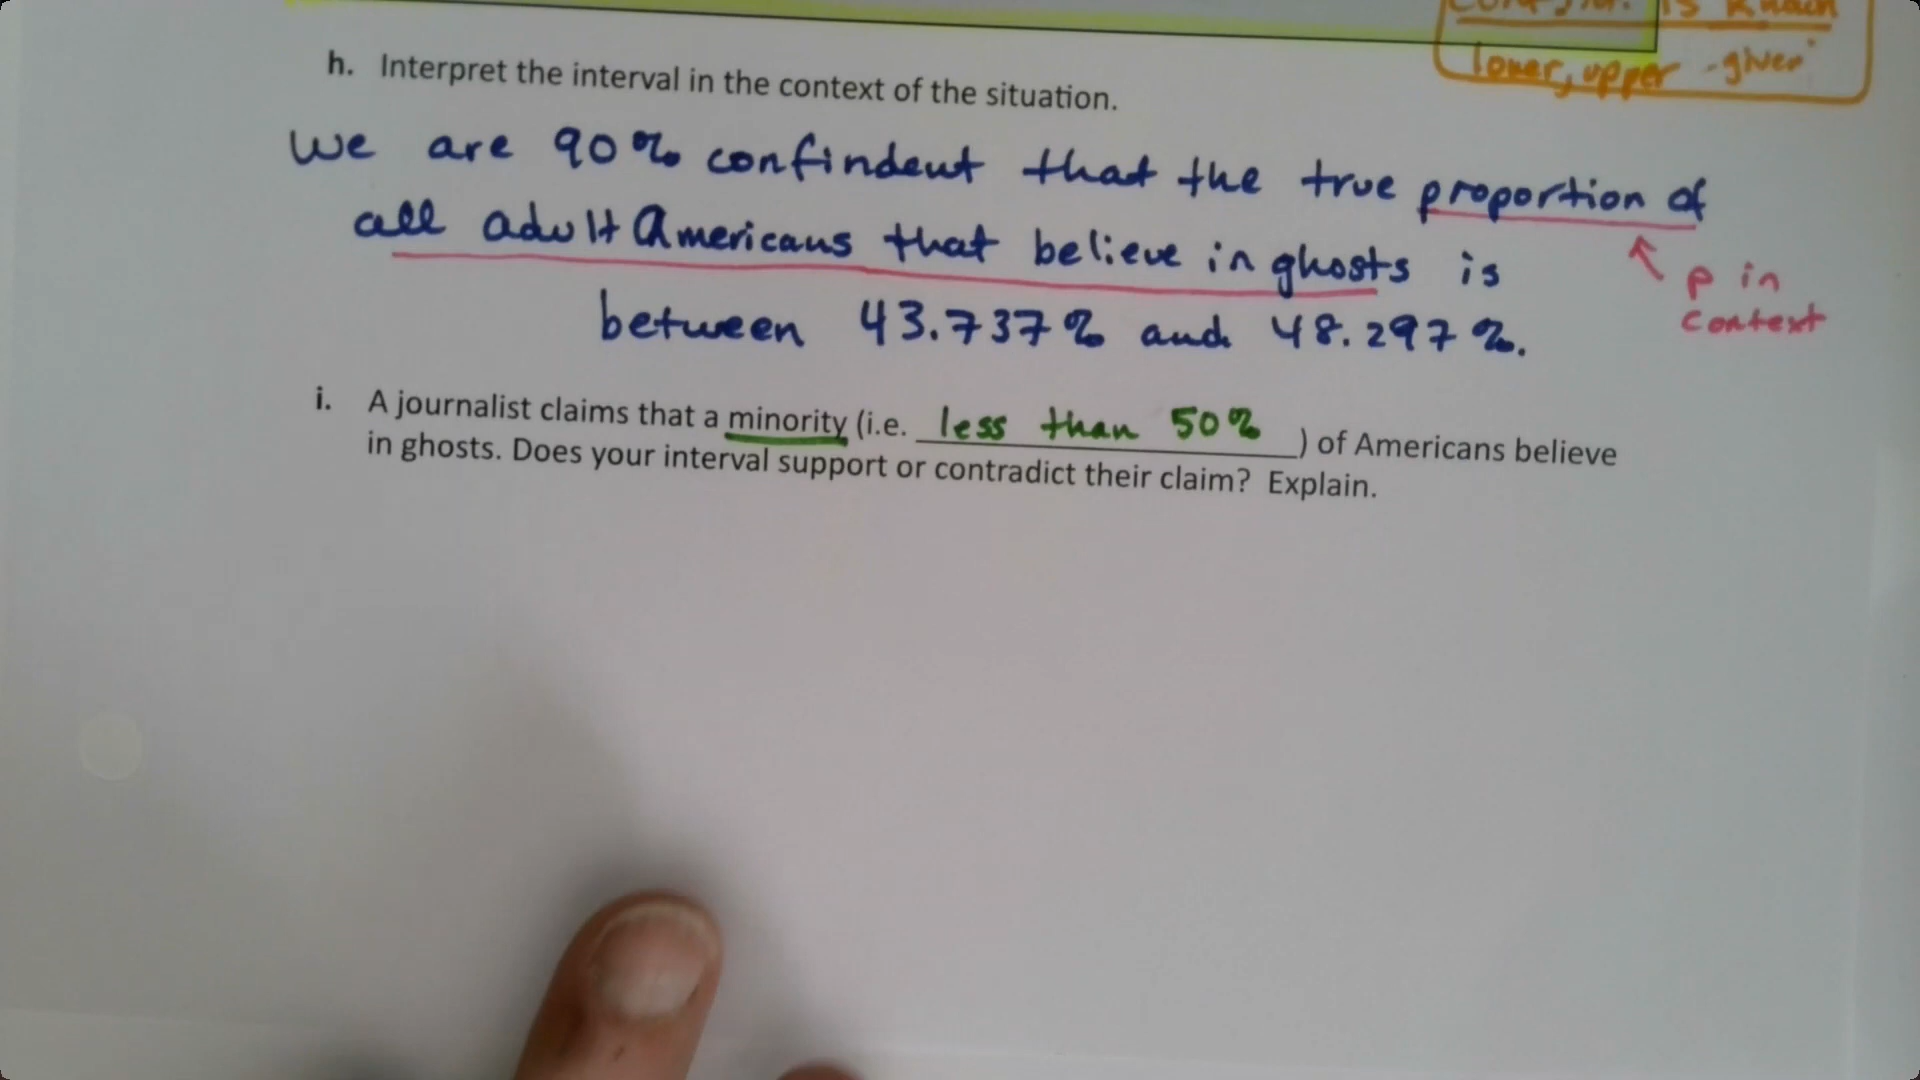 is known
lower, upper - given
h. Interpret the interval in the context of the situation.
We are 90% confindent that the true proportion of
all adult Americans that believe in ghosts is
p in
context
between 43.737% and 48.297%.
i. A journalist claims that a minority (i.e. less than 50% ) of Americans believe
in ghosts. Does your interval support or contradict their claim? Explain.